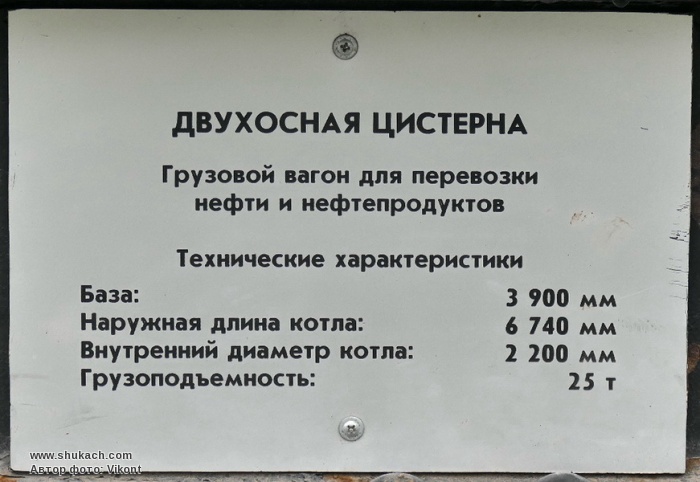 ДВУХОСНАЯ ЦИСТЕРНА
Грузовой вагон для перевозки
нефти и нефтепродуктов
Технические характеристики
База: 3 900 мм
Наружная длина котла: 6 740 мм
Внутренний диаметр котла: 2 200 мм
Грузоподъемность: 25 т
www.shukach.com
Автор фото: Vikont